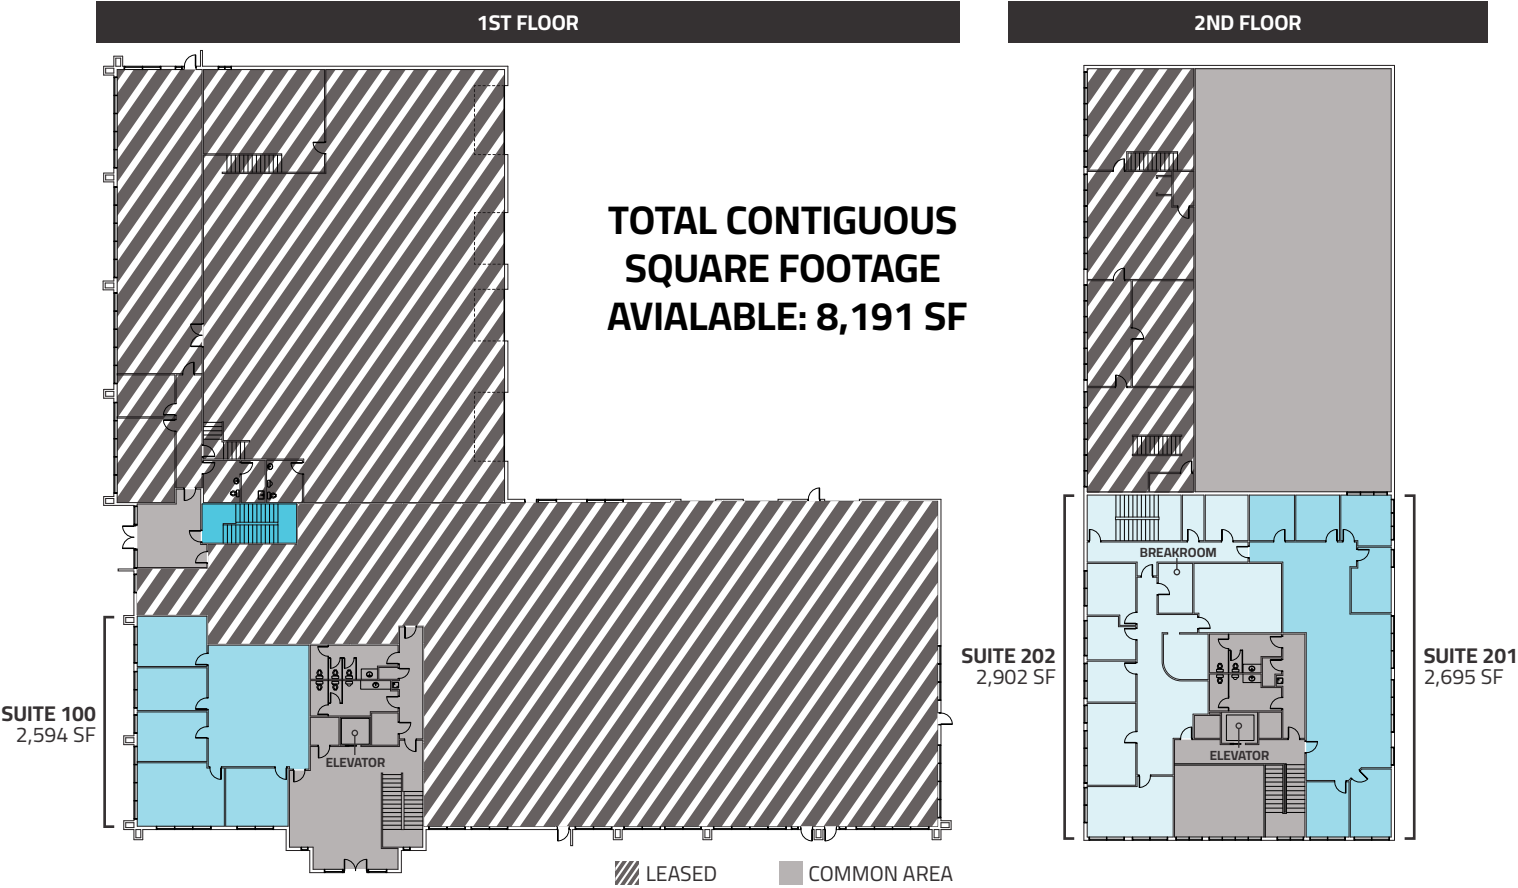 1ST FLOOR
2ND FLOOR
TOTAL CONTIGUOUS
SQUARE FOOTAGE
AVIALABLE: 8,191 SF
BREAKROOM
SUITE 202
2,902 SF
SUITE 201
2,695 SF
SUITE 100
2,594 SF
ELEVATOR
ELEVATOR
LEASED
COMMON AREA